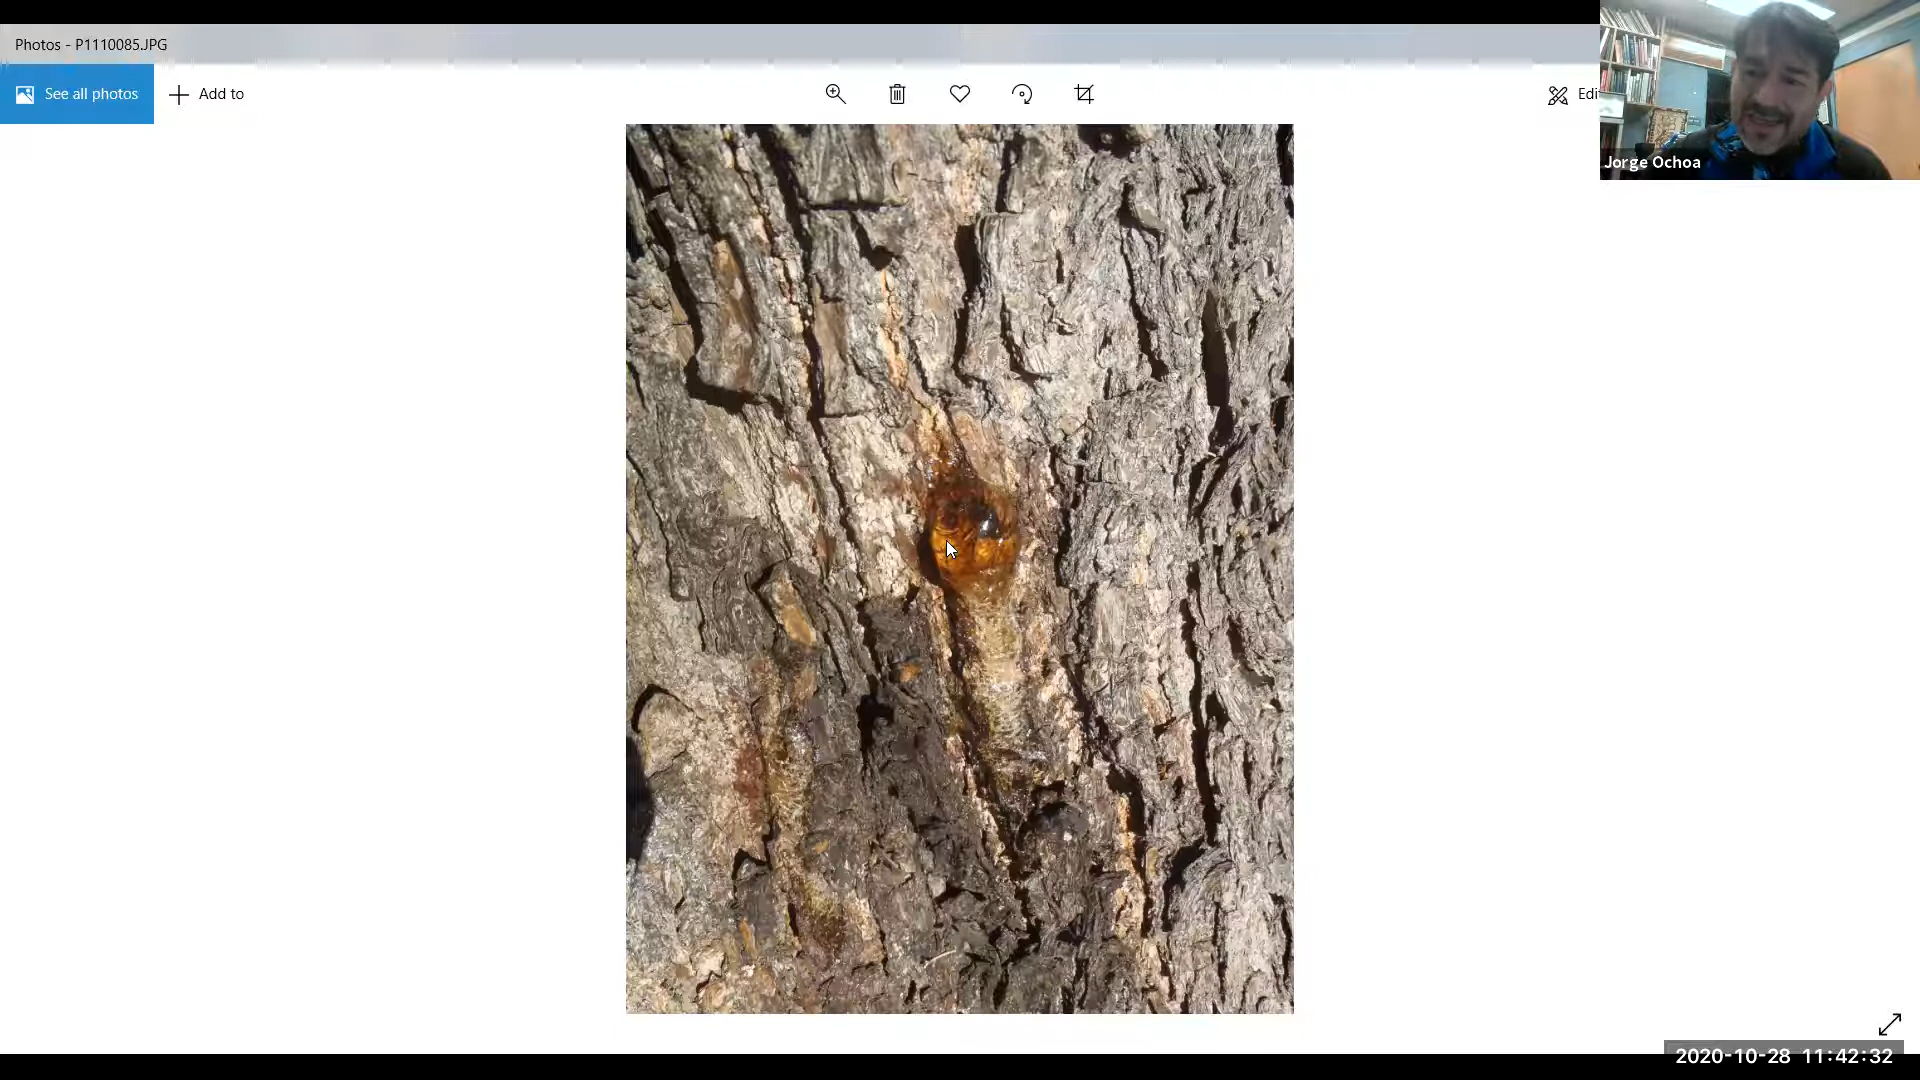 Photos - P1110085.JPG
See all photos
Add to
Edi
Jorge Ochoa
2020-10-28 11:42:32